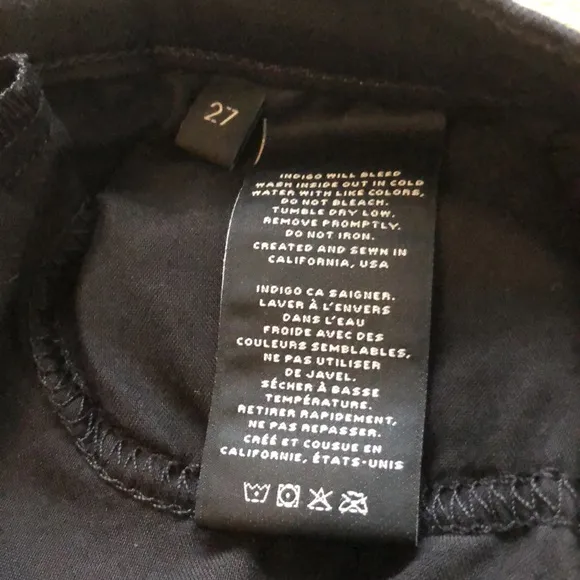 27
INDIGO WILL BLEED
WASH INSIDE OUT IN COLD
WATER WITH LIKE COLORS,
DO NOT BLEACH.
TUMBLE DRY LOW.
REMOVE PROMPTLY.
DO NOT IRON.
CREATED AND SEWN IN
CALIFORNIA, USA
INDIGO CA SAIGNER.
LAVER À L'ENVERS
DANS L'EAU
FROIDE AVEC DES
COULEURS SEMBLABLES,
NE PAS UTILISER
DE JAVEL.
SÉCHER À BASSE
TEMPÉRATURE.
RETIRER RAPIDEMENT,
NE PAS REPASSER.
CRÉÉ ET COUSUE EN
CALIFORNIE, ÉTATS-UNIS